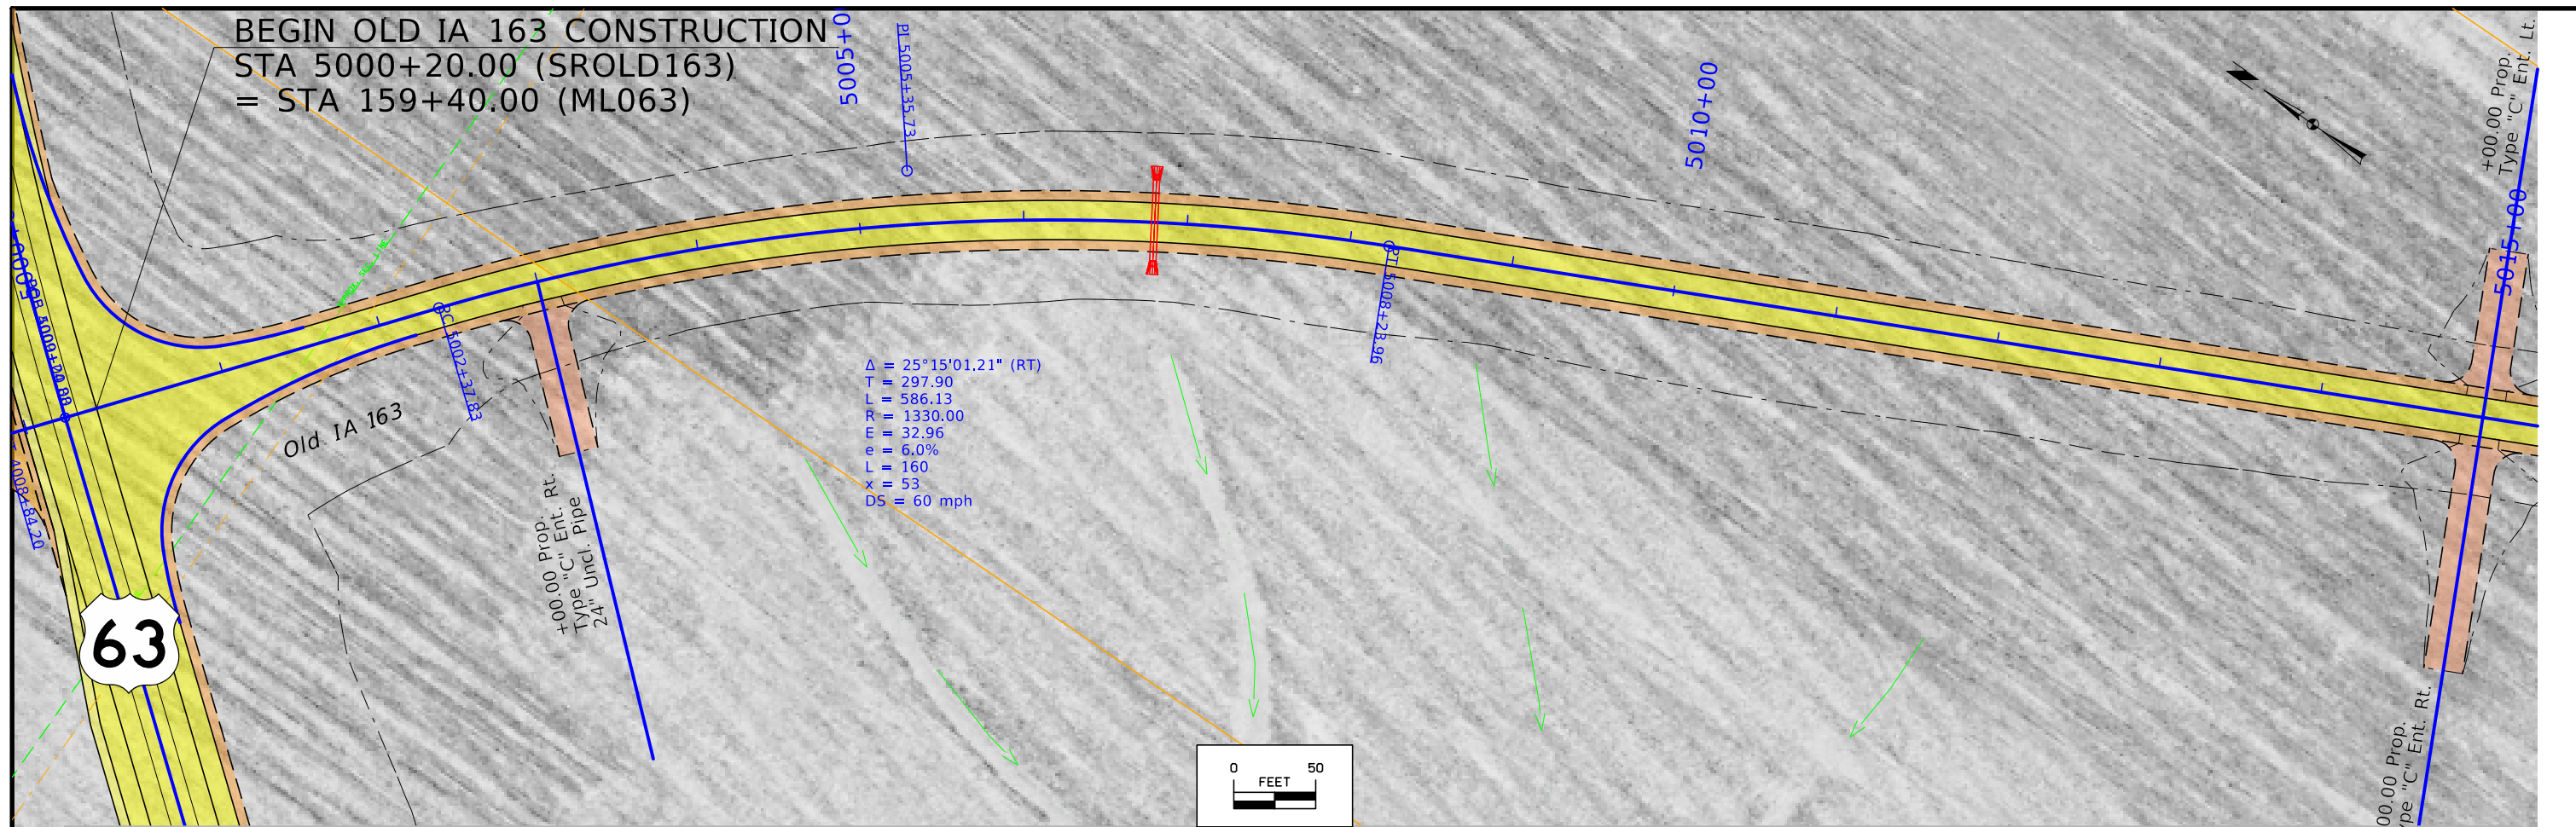 BEGIN OLD IA 163 CONSTRUCTION
STA 5000+20.00 (SROLD163)
= STA 159+40.00 (ML063)
PI 5005+35.73
5010+00
+00.00 Prop.
Type "C" Ent. Lt.
5015+00
PC 5002+37.83
PT 5008+23.96
Old IA 163
4008+84.20
Δ = 25°15'01.21" (RT)
T = 297.90
L = 586.13
R = 1330.00
E = 32.96
e = 6.0%
L = 160
x = 53
DS = 60 mph
+00.00 Prop.
Type "C" Ent. Rt.
24" Uncl. Pipe
63
0 50
FEET
00.00 Prop.
ype "C" Ent. Rt.